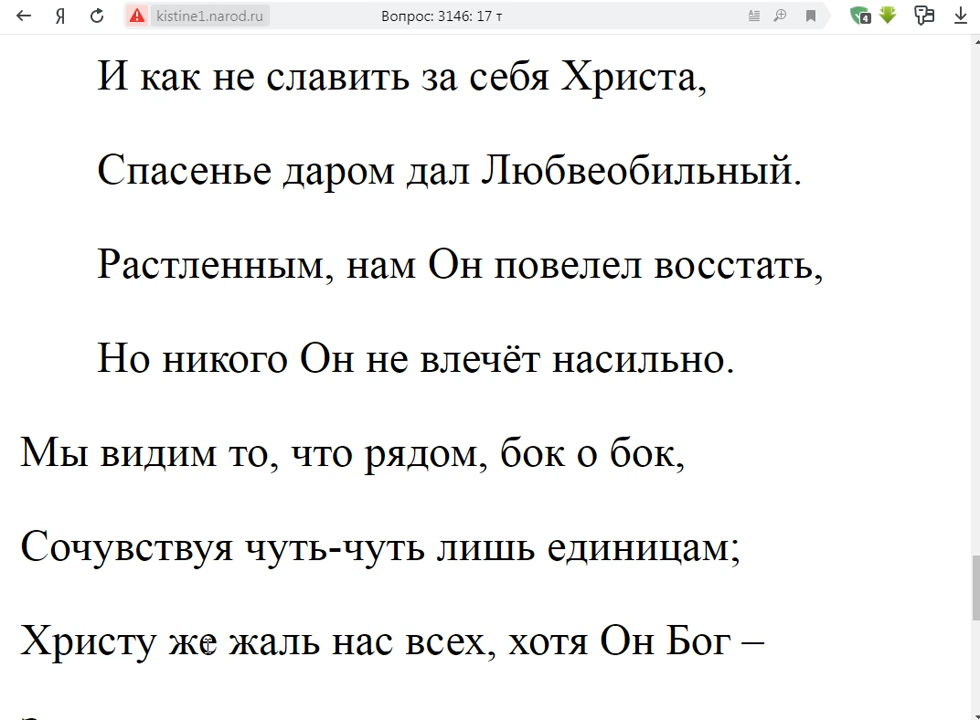 Я kistine1.narod.ru Вопрос: 3146: 17 т 4
И как не славить за себя Христа,
Спасенье даром дал Любвеобильный.
Растленным, нам Он повелел восстать,
Но никого Он не влечёт насильно.
Мы видим то, что рядом, бок о бок,
Сочувствуя чуть-чуть лишь единицам;
Христу же жаль нас всех, хотя Он Бог –